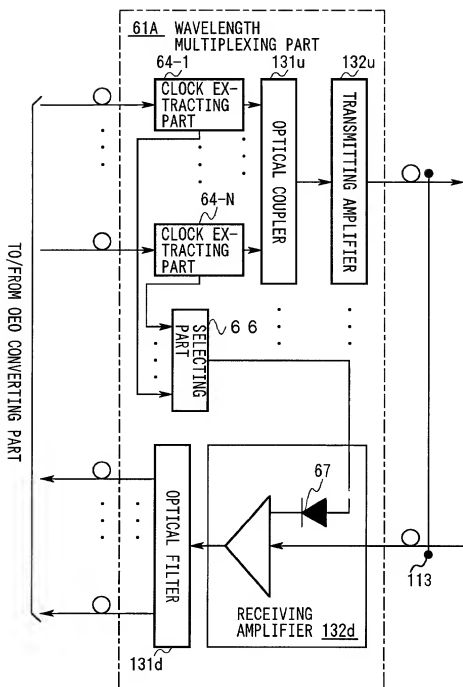 61A WAVELENGTH
MULTIPLEXING PART
64-1
131u
132u
CLOCK EX-
TRACTING
PART
OPTICAL COUPLER
TRANSMITTING AMPLIFIER
64-N
CLOCK EX-
TRACTING
PART
TO/FROM OEO CONVERTING PART
SELECTING
PART
66
67
OPTICAL FILTER
113
RECEIVING
AMPLIFIER 132d
131d